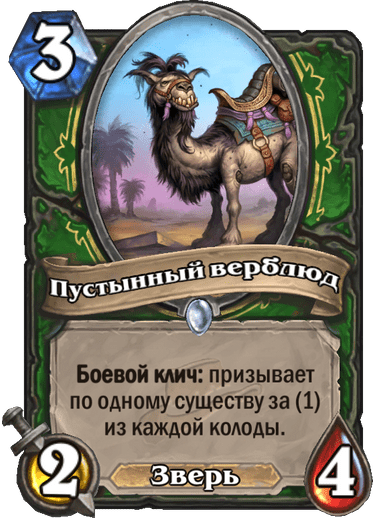 3
Пустынный верблюд
Боевой клич: призывает
по одному существу за (1)
из каждой колоды.
2
Зверь
4